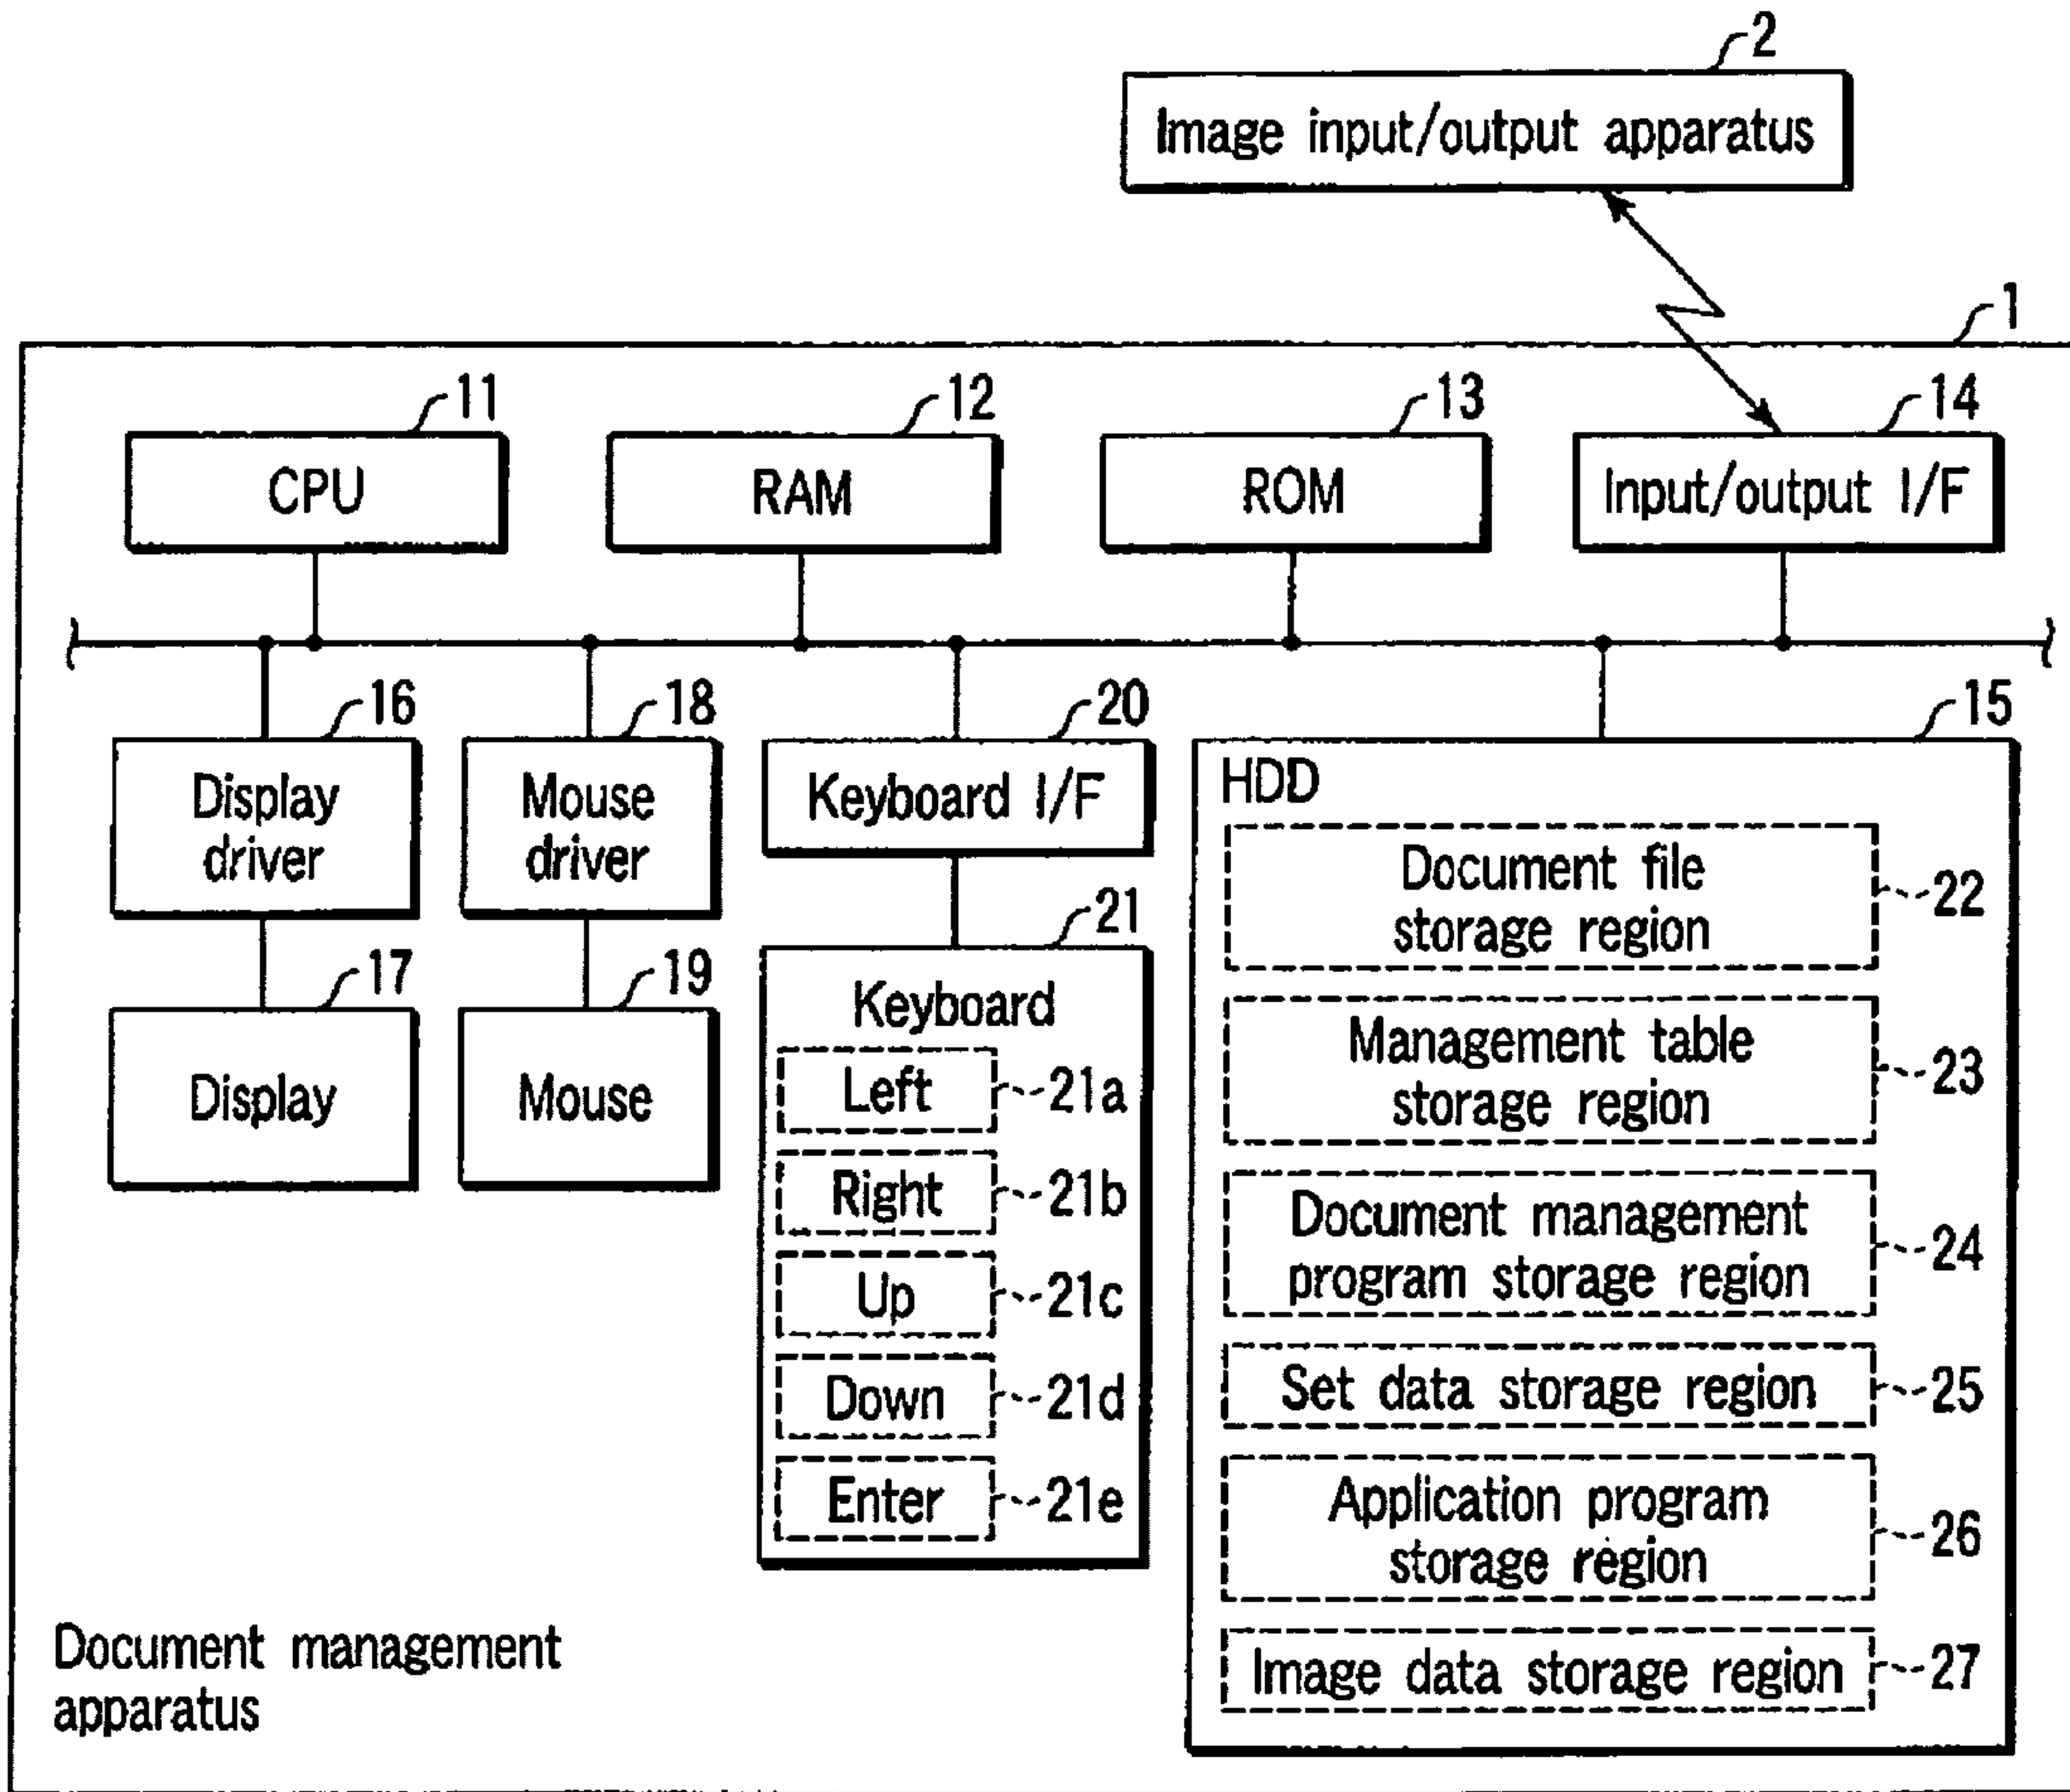 2
Image input/output apparatus
1
11
12
13
14
CPU
RAM
ROM
Input/output I/F
16
18
20
15
Display
driver
Mouse
driver
Keyboard I/F
HDD
Document file
storage region
22
21
17
19
Display
Mouse
Keyboard
Left
21a
Right
21b
Up
21c
Down
21d
Enter
21e
Management table
storage region
23
Document management
program storage region
24
Set data storage region
25
Application program
storage region
26
Image data storage region
27
Document management
apparatus